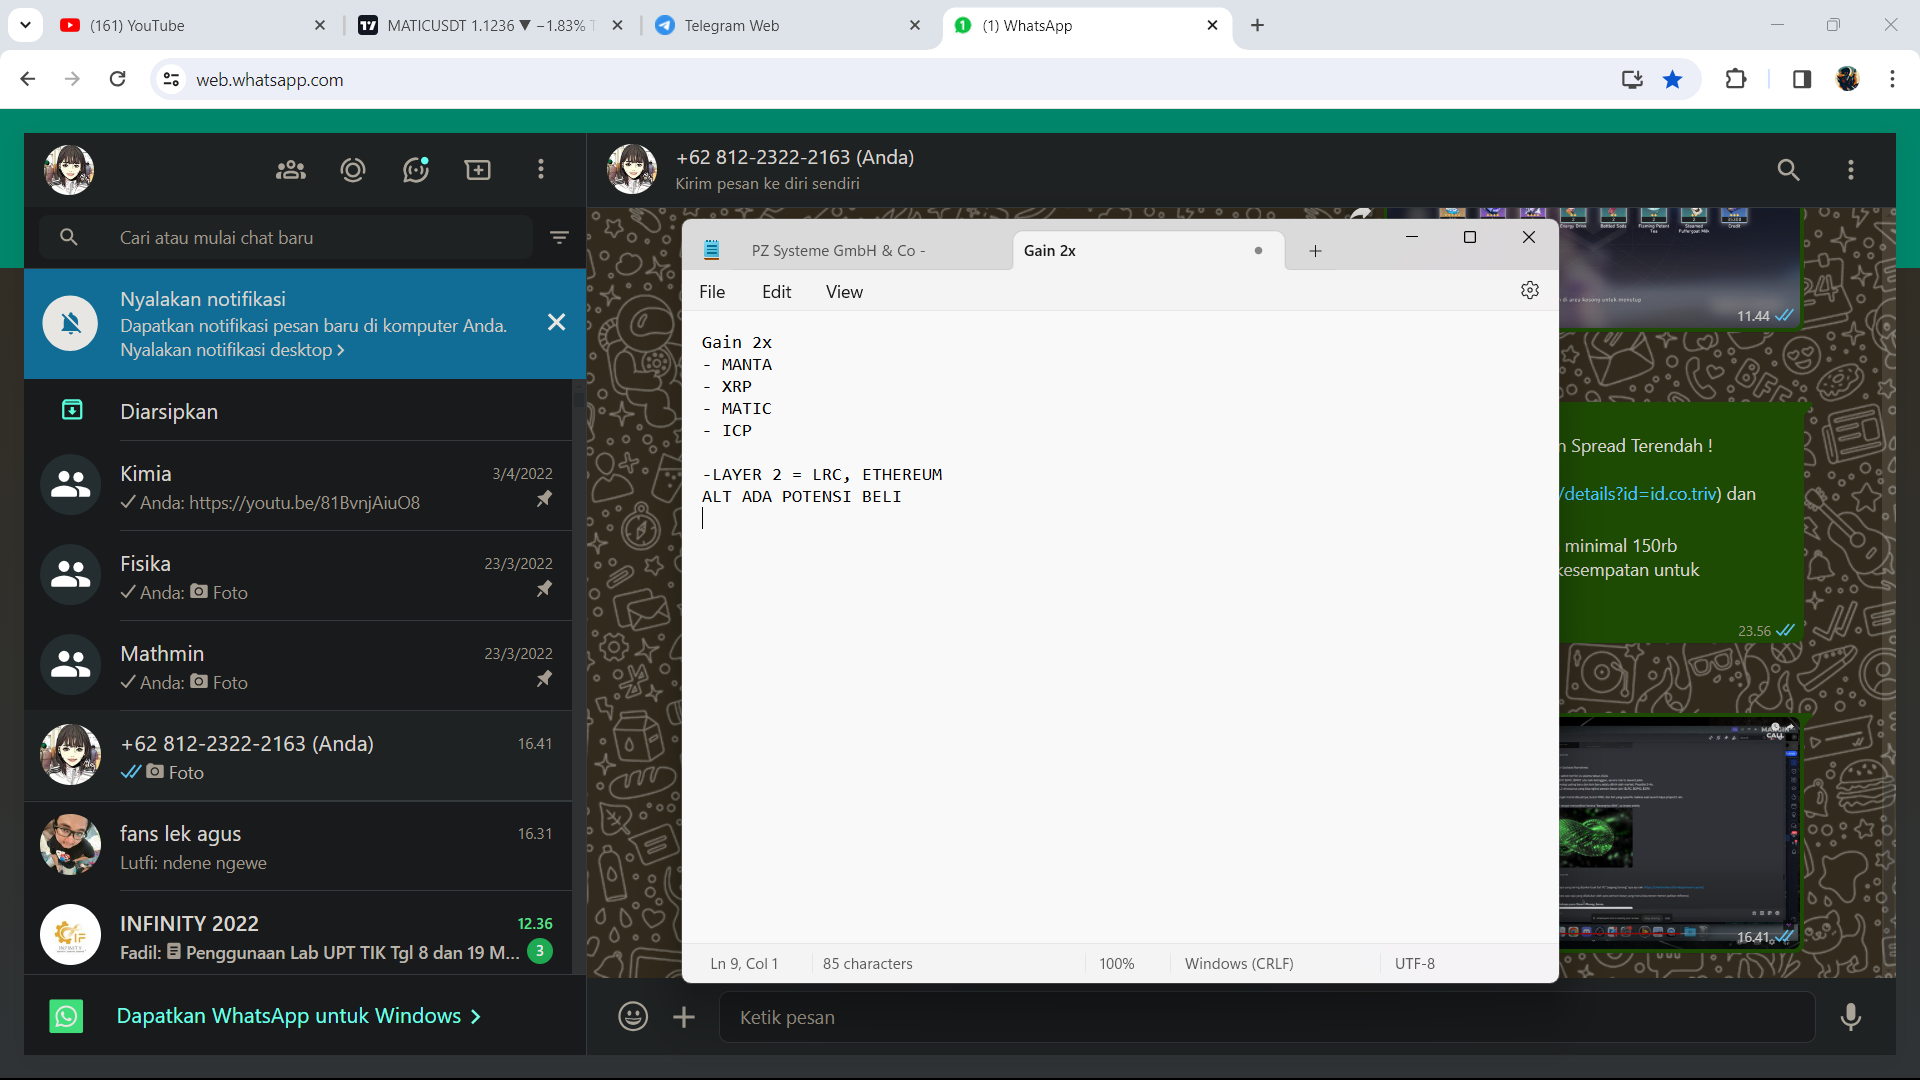 (161) YouTube
MATICUSDT 1.1236 ▼ −1.83%
Telegram Web
(1) WhatsApp
web.whatsapp.com
+62 812-2322-2163 (Anda)
Kirim pesan ke diri sendiri
Cari atau mulai chat baru
Nyalakan notifikasi
Dapatkan notifikasi pesan baru di komputer Anda.
Nyalakan notifikasi desktop >
Diarsipkan
Kimia
3/4/2022
Anda: https://youtu.be/81BvnjAiuO8
Fisika
23/3/2022
Anda: Foto
Mathmin
23/3/2022
Anda: Foto
+62 812-2322-2163 (Anda)
16.41
Foto
fans lek agus
16.31
Lutfi: ndene ngewe
INFINITY 2022
12.36
Fadil: Penggunaan Lab UPT TIK Tgl 8 dan 19 M...
3
Dapatkan WhatsApp untuk Windows >
PZ Systeme GmbH & Co -
Gain 2x
File
Edit
View
Gain 2x
- MANTA
- XRP
- MATIC
- ICP
-LAYER 2 = LRC, ETHEREUM
ALT ADA POTENSI BELI
Ln 9, Col 1
85 characters
100%
Windows (CRLF)
UTF-8
11.44
n Spread Terendah !
/details?id=id.co.triv) dan
minimal 150rb
kesempatan untuk
23.56
16.41
Ketik pesan